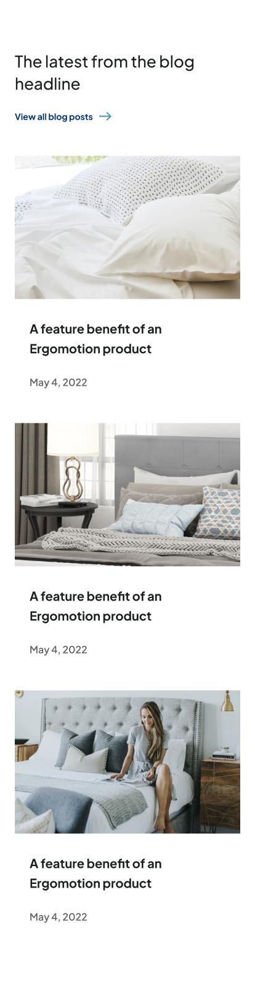 The latest from the blog
headline
View all blog posts
A feature benefit of an
Ergomotion product
May 4, 2022
A feature benefit of an
Ergomotion product
May 4, 2022
A feature benefit of an
Ergomotion product
May 4, 2022